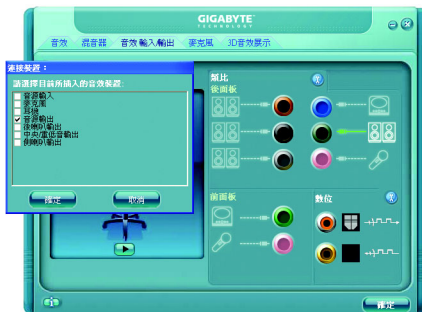 GIGABYTE
TECHNOLOGY
音效 混音器 音效 輸入/輸出 麥克風 3D音效展示
連接裝置：
請選擇目前所插入的音效裝置:
音源輸入
麥克風
耳機
音源輸出
後喇叭輸出
中央/重低音輸出
側喇叭輸出
確定 取消
類比
後面板
前面板
數位
確定